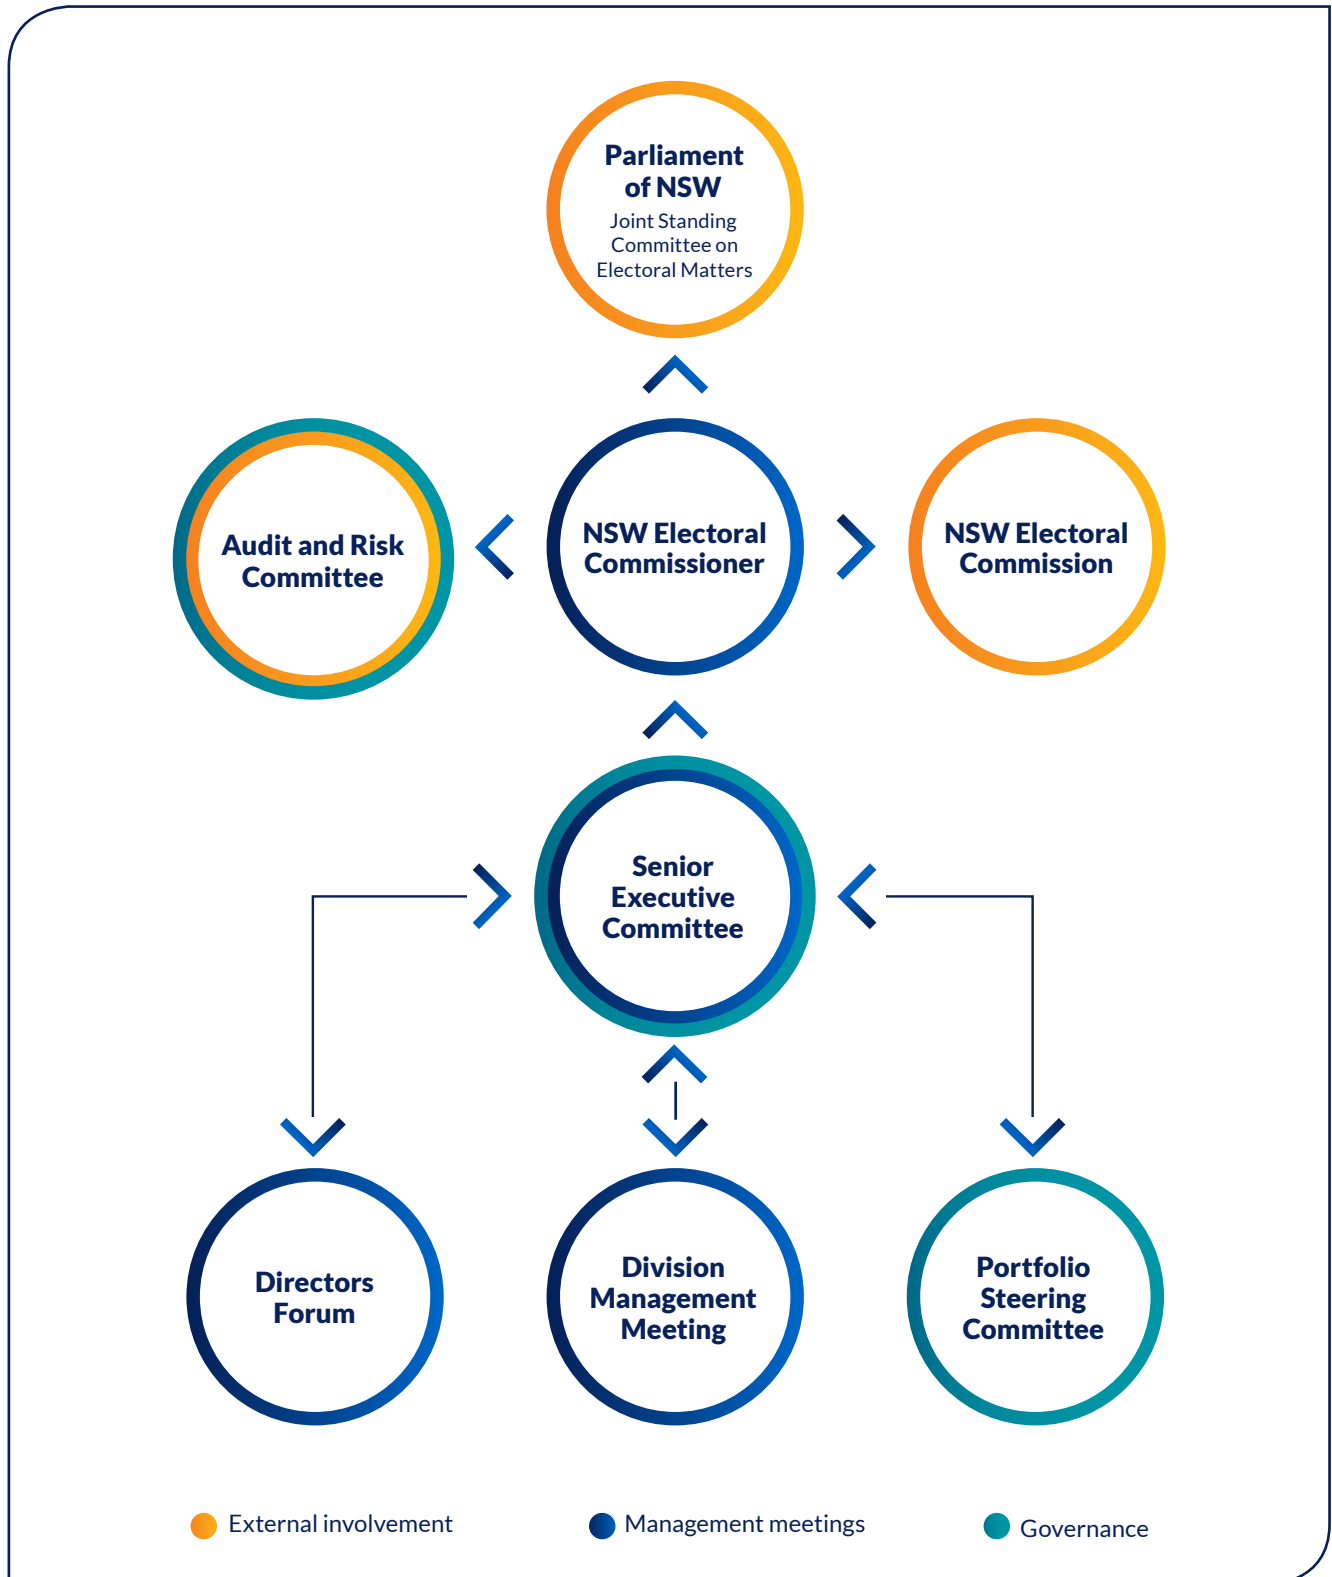 Parliament
of NSW
Joint Standing
Committee on
Electoral Matters
Audit and Risk
Committee
NSW Electoral
Commissioner
NSW Electoral
Commission
Senior
Executive
Committee
Directors
Forum
Division
Management
Meeting
Portfolio
Steering
Committee
External involvement
Management meetings
Governance